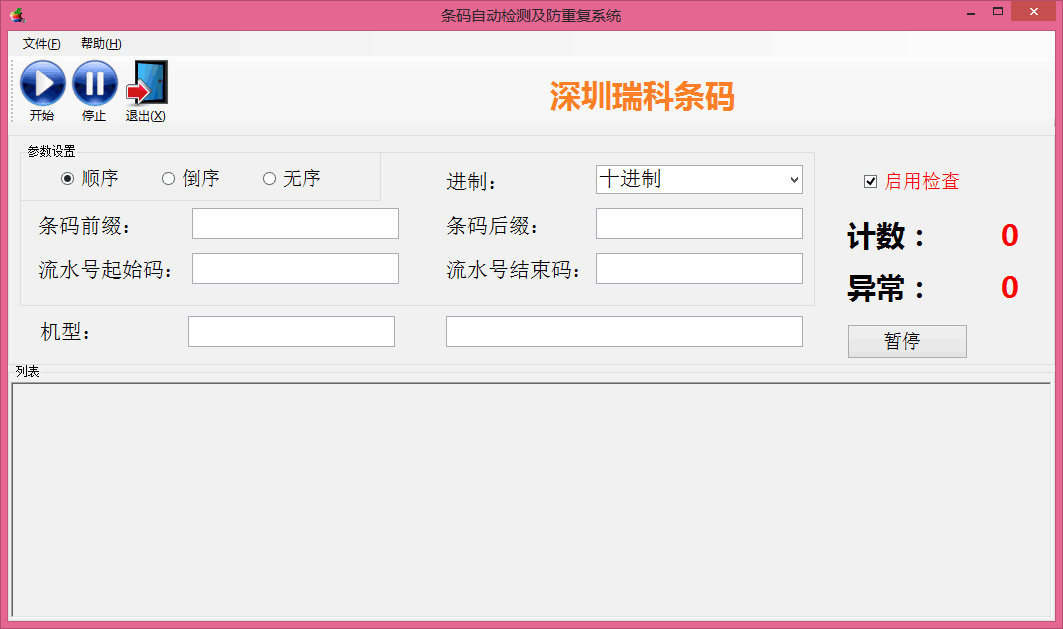 条码自动检测及防重复系统
文件(F) 帮助(H)
开始 停止 退出(X)
深圳瑞科条码
参数设置
顺序 倒序 无序
进制： 十进制
启用检查
条码前缀： 条码后缀：
计数： 0
流水号起始码： 流水号结束码：
异常： 0
机型：
暂停
列表